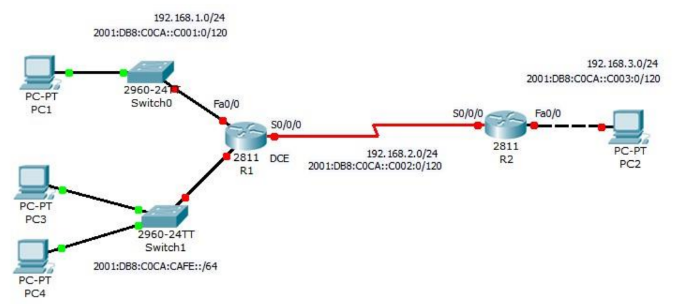 192.168.1.0/24
2001:DB8:C0CA::C001:0/120
PC-PT
PC1
2960-24TT
Switch0
Fa0/0
S0/0/0
2811
R1
DCE
192.168.2.0/24
2001:DB8:C0CA::C002:0/120
192.168.3.0/24
2001:DB8:C0CA::C003:0/120
S0/0/0
Fa0/0
2811
R2
PC-PT
PC2
PC-PT
PC3
2960-24TT
Switch1
2001:DB8:C0CA:CAFE::/64
PC-PT
PC4